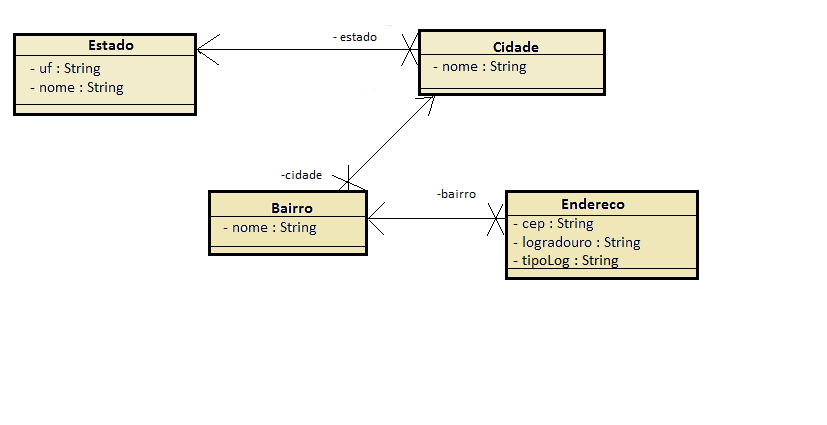 Estado
- uf : String
- nome : String
- estado
Cidade
- nome : String
-cidade
Bairro
- nome : String
-bairro
Endereco
- cep : String
- logradouro : String
- tipoLog : String